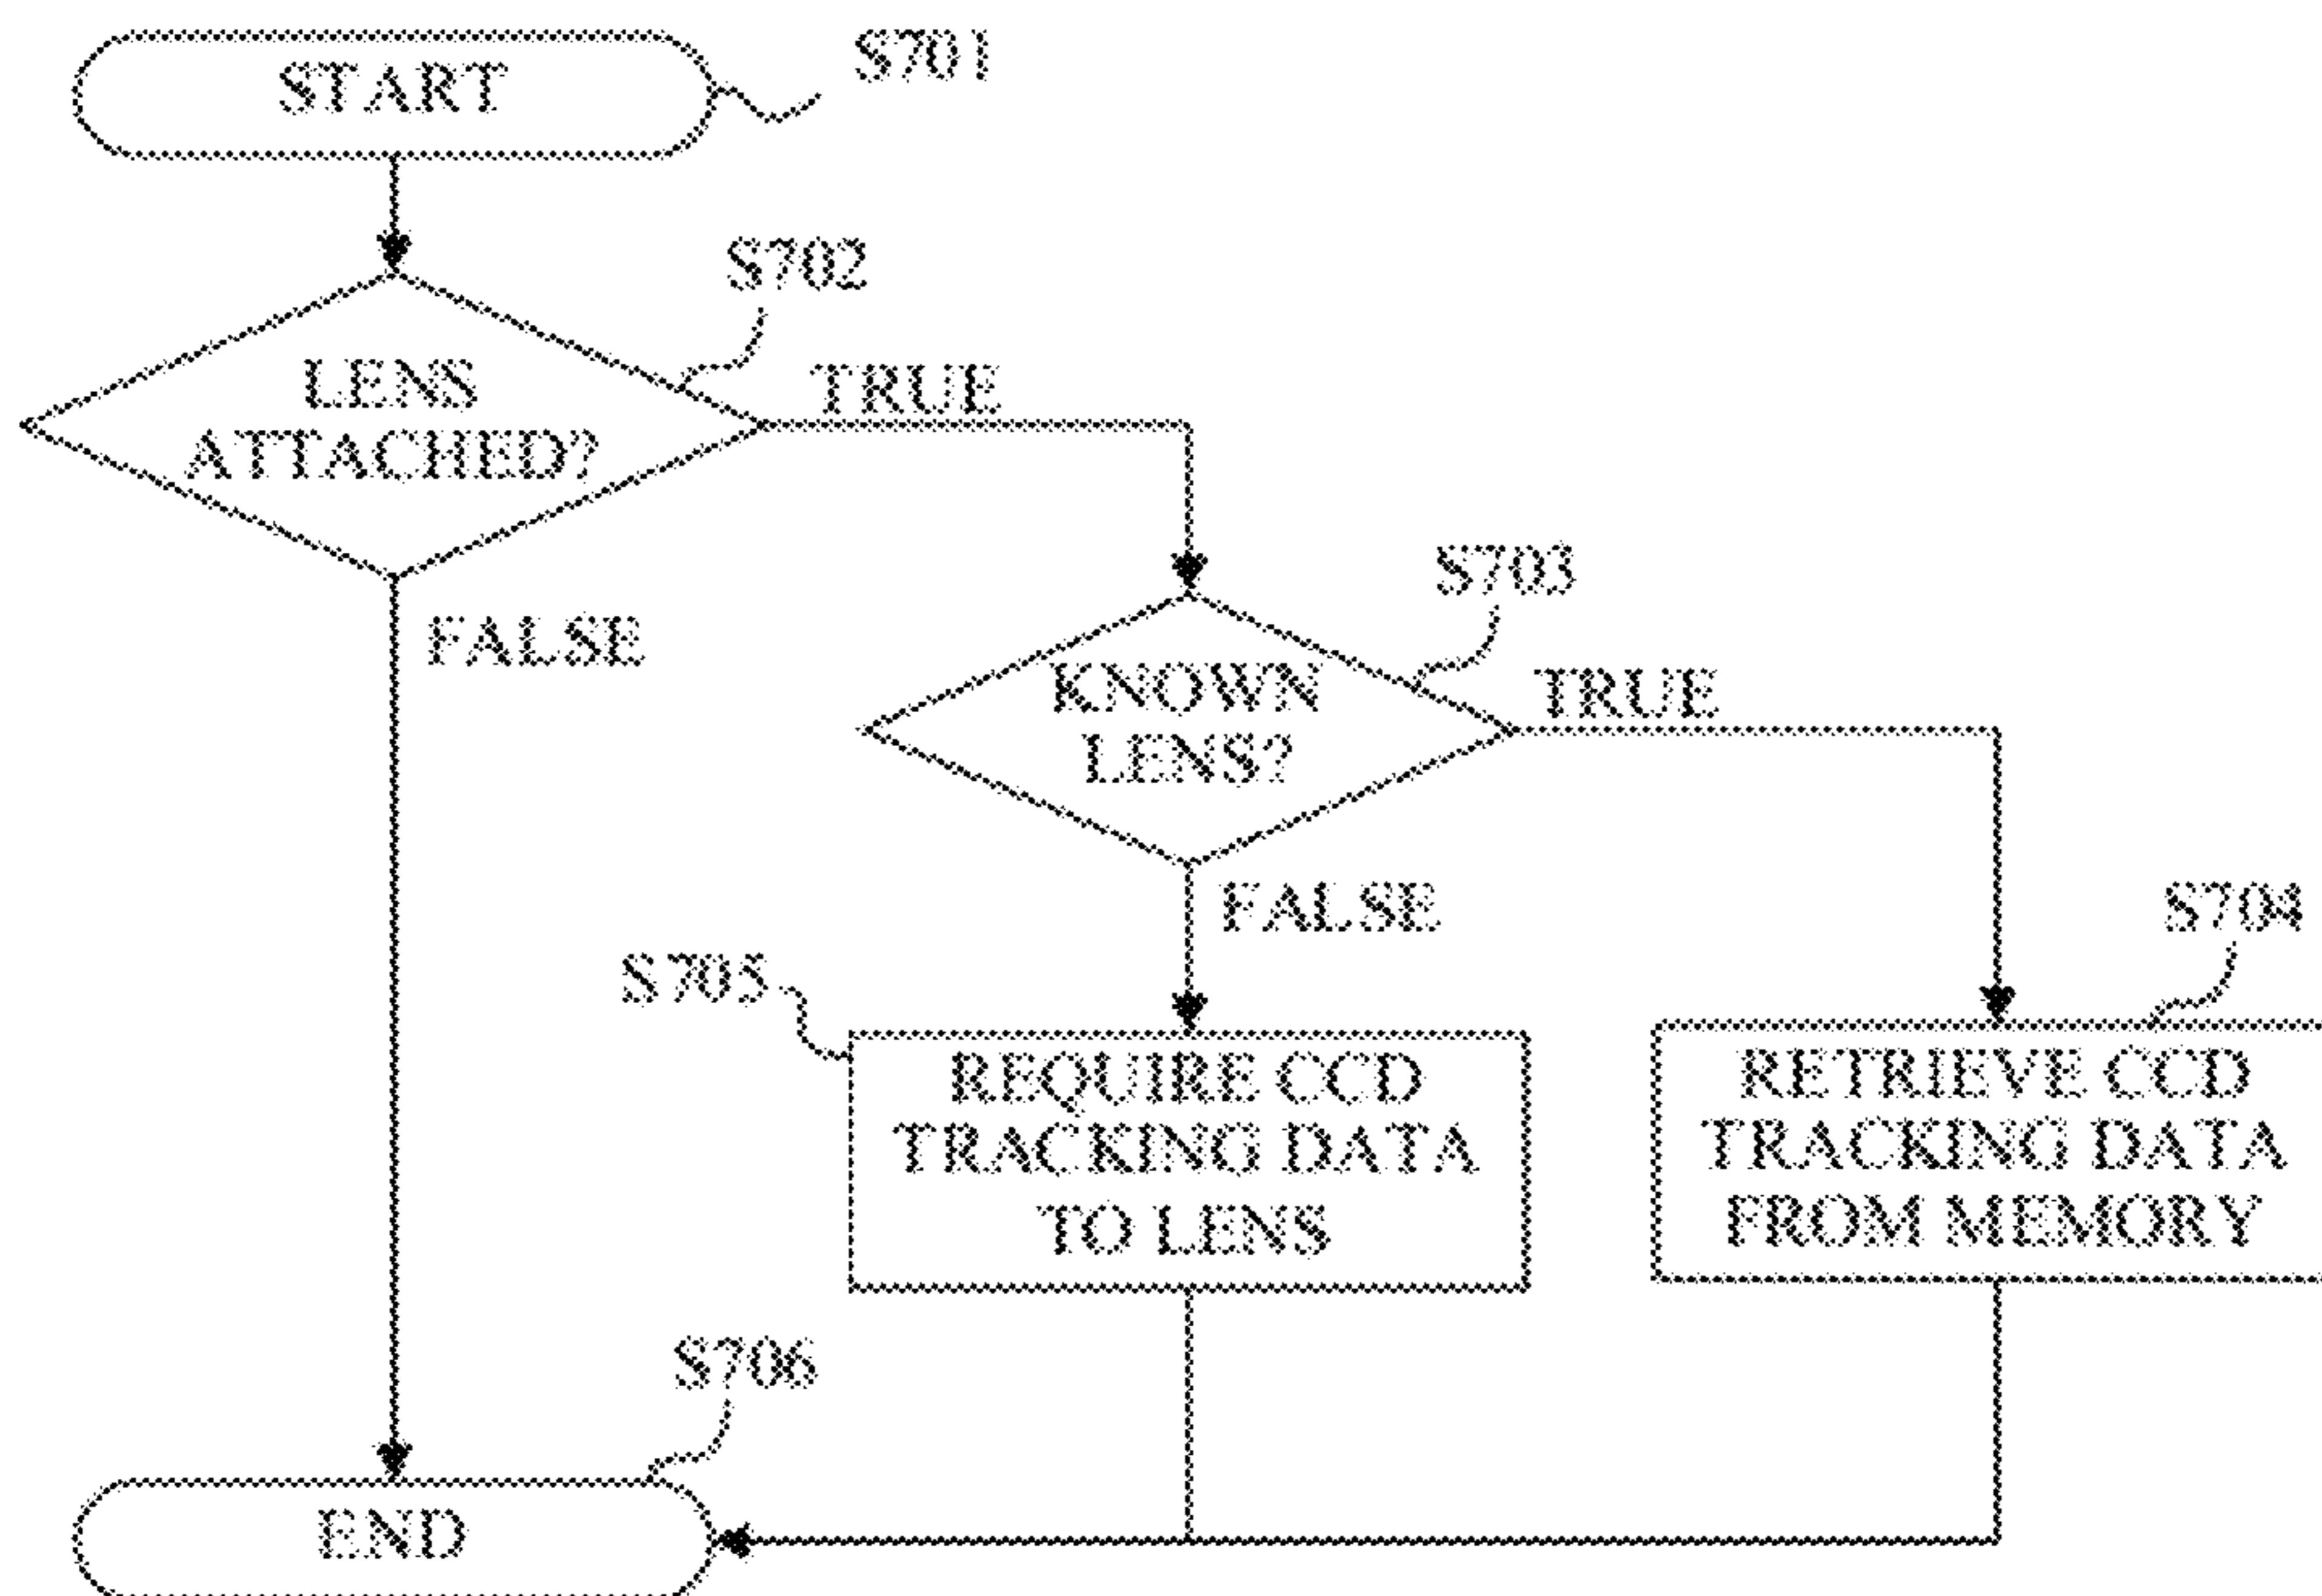 START
S701
S702
LENS
ATTACHED?
TRUE
FALSE
S703
KNOWN
LENS?
TRUE
FALSE
S704
S705
REQUIRE CCD
TRACKING DATA
TO LENS
RETRIEVE CCD
TRACKING DATA
FROM MEMORY
S706
END